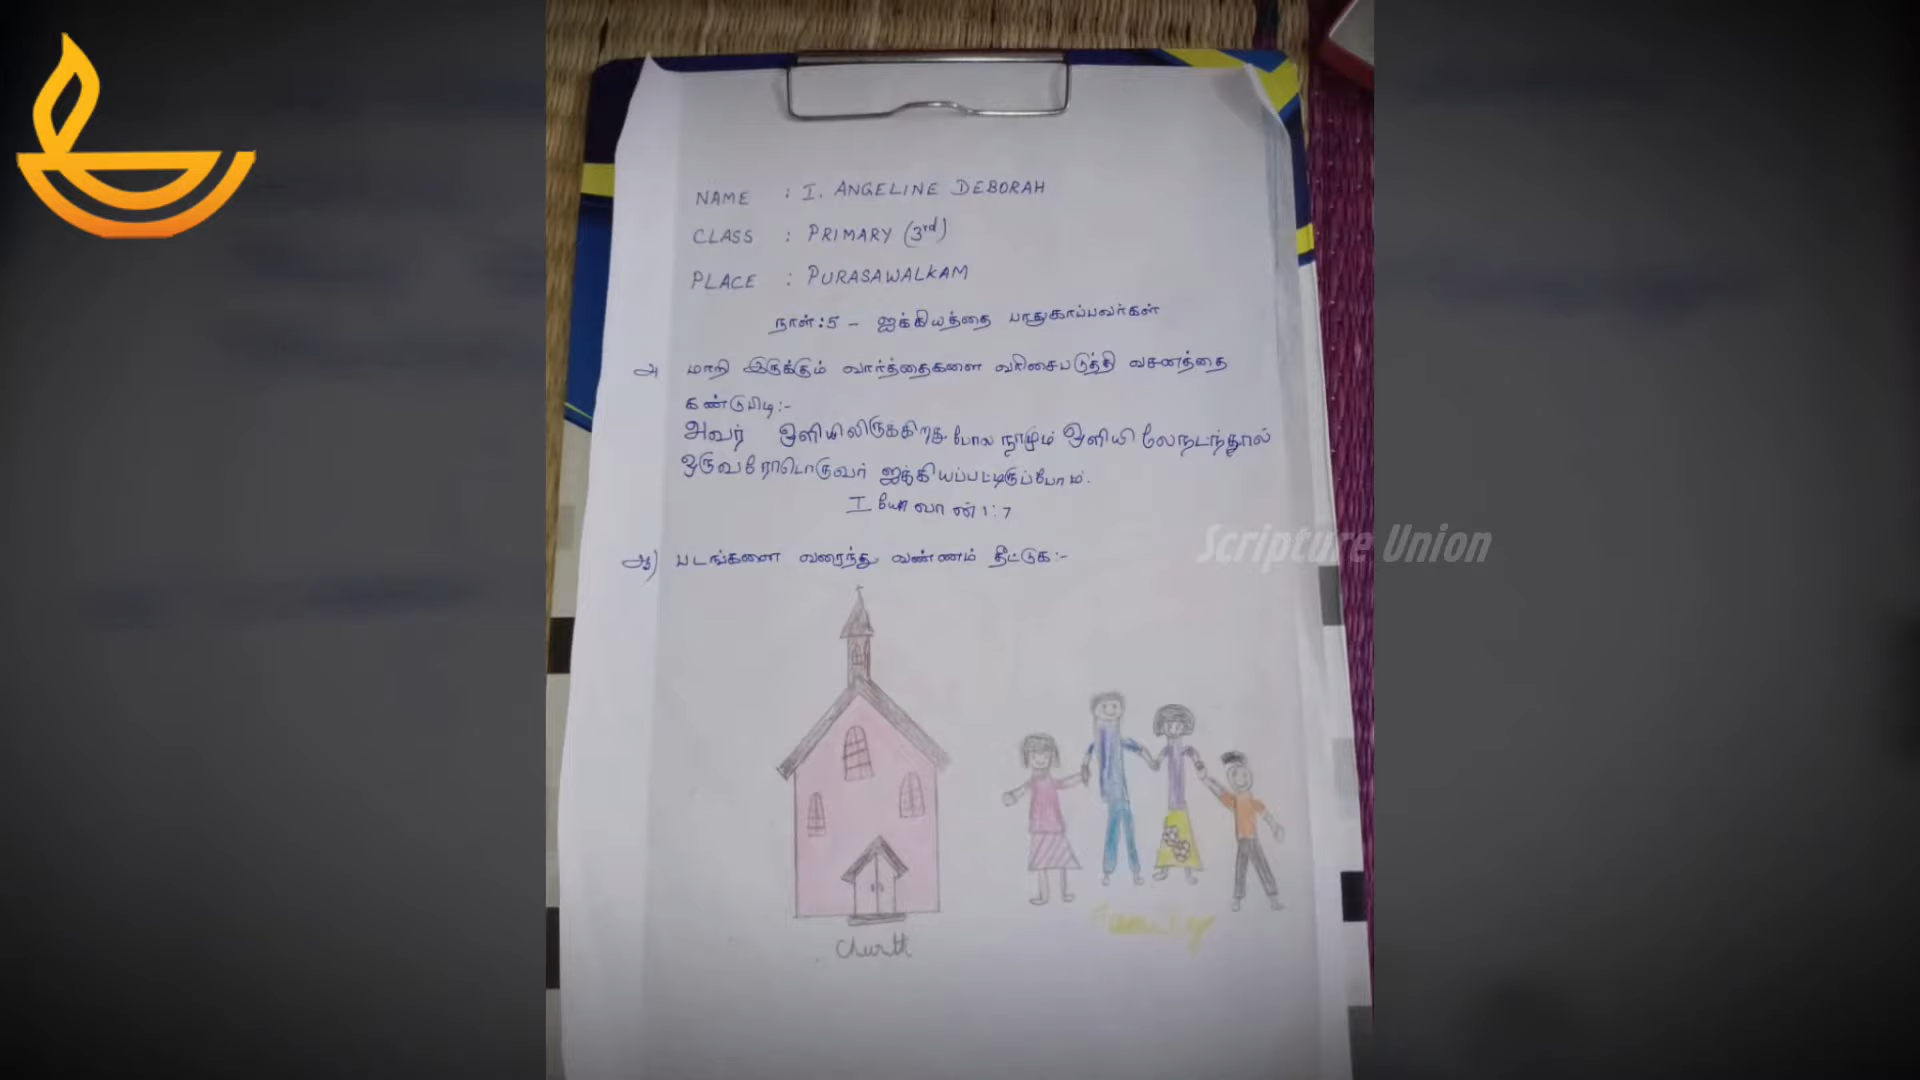 NAME : I. ANGELINE DEBORAH
CLASS : PRIMARY (3rd)
PLACE : PURASAWALKAM
நாள்:5 - ஐக்கியத்தை பாதுகாப்பவர்கள்
அ மாறி இருக்கும் வார்த்தைகளை வரிசைபடுத்தி வசனத்தை
கண்டுபிடி:-
அவர் ஒளியிலிருக்கிறது போல நாமும் ஒளியிலேநடந்தால்
ஒருவரோடொருவர் ஐக்கியப்பட்டிருப்போம்.
I யோவான் 1:7
Scripture Union
ஆ) படங்களை வரைந்து வண்ணம் தீட்டுக:-
Family